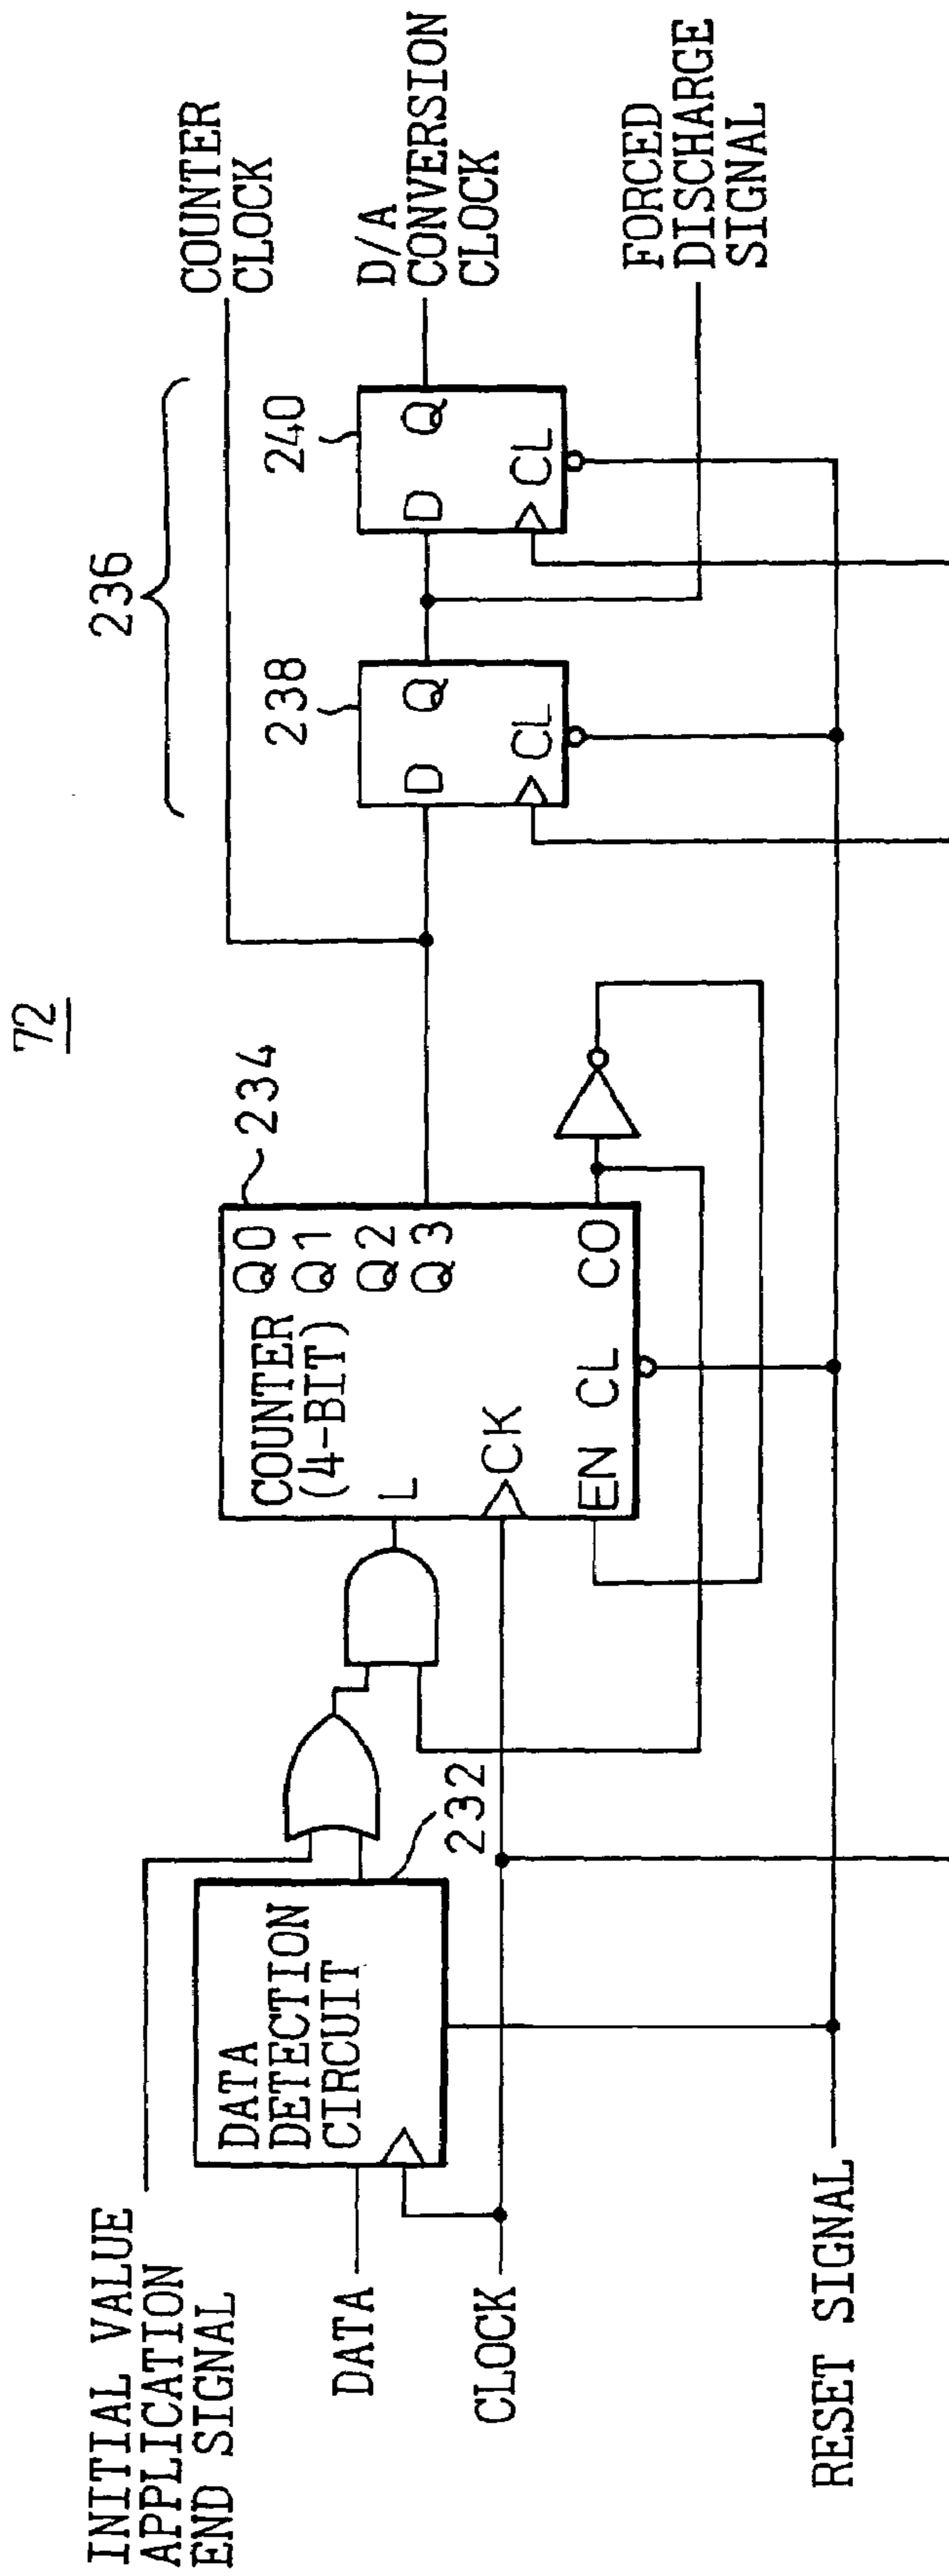 72
236
COUNTER
CLOCK
D/A
CONVERSION
CLOCK
FORCED
DISCHARGE
SIGNAL
240
D
Q
CL
238
D
Q
CL
234
COUNTER
(4-BIT)
Q0
Q1
Q2
Q3
L
CK
EN
CL
CO
232
DATA
DETECTION
CIRCUIT
INITIAL VALUE
APPLICATION
END SIGNAL
DATA
CLOCK
RESET SIGNAL